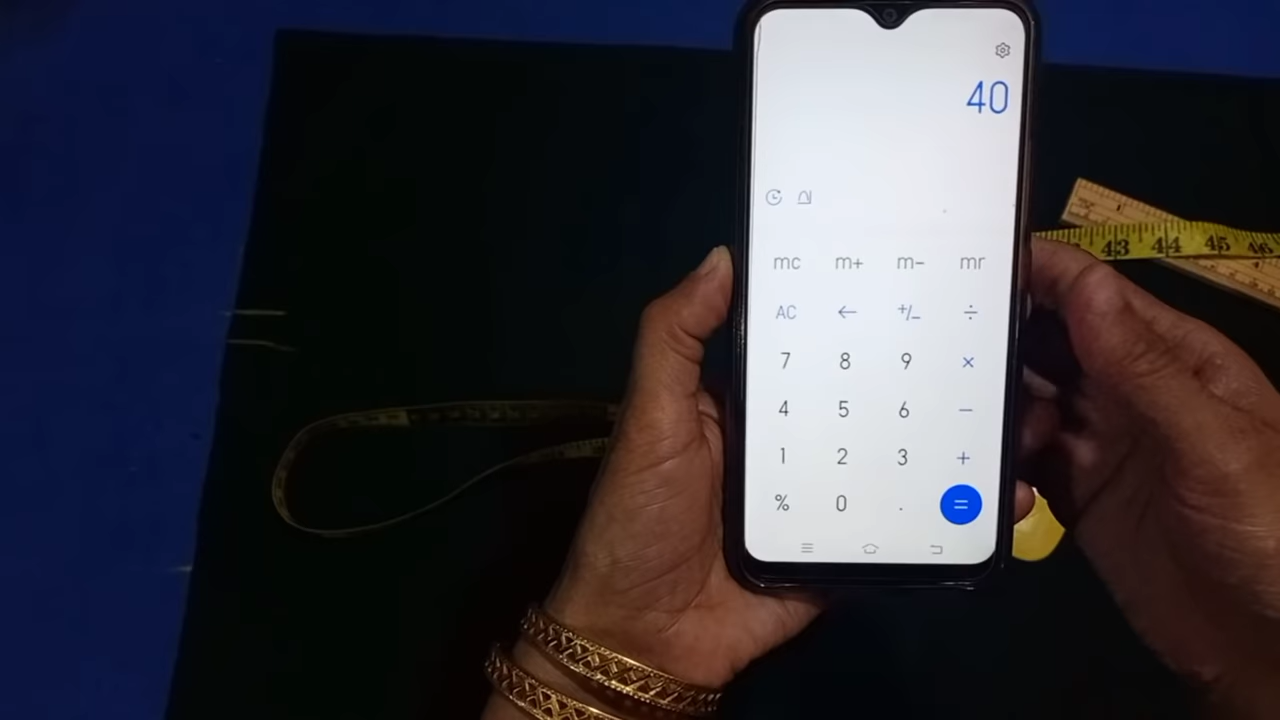 40
mc m+ m− mr
AC ← +/− ÷
7 8 9 ×
4 5 6 −
1 2 3 +
% 0 . =
43 44 45 46